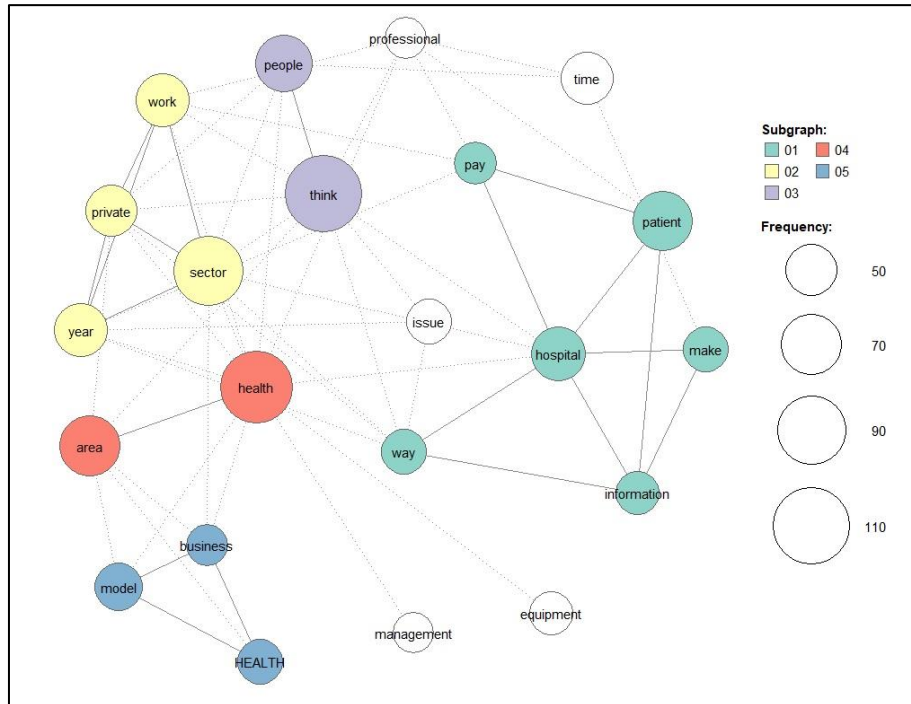 professional
people
time
work
pay
think
private
patient
sector
year
issue
hospital
make
health
area
way
information
business
model
equipment
management
HEALTH
Subgraph:
01 04
02 05
03
Frequency:
50
70
90
110